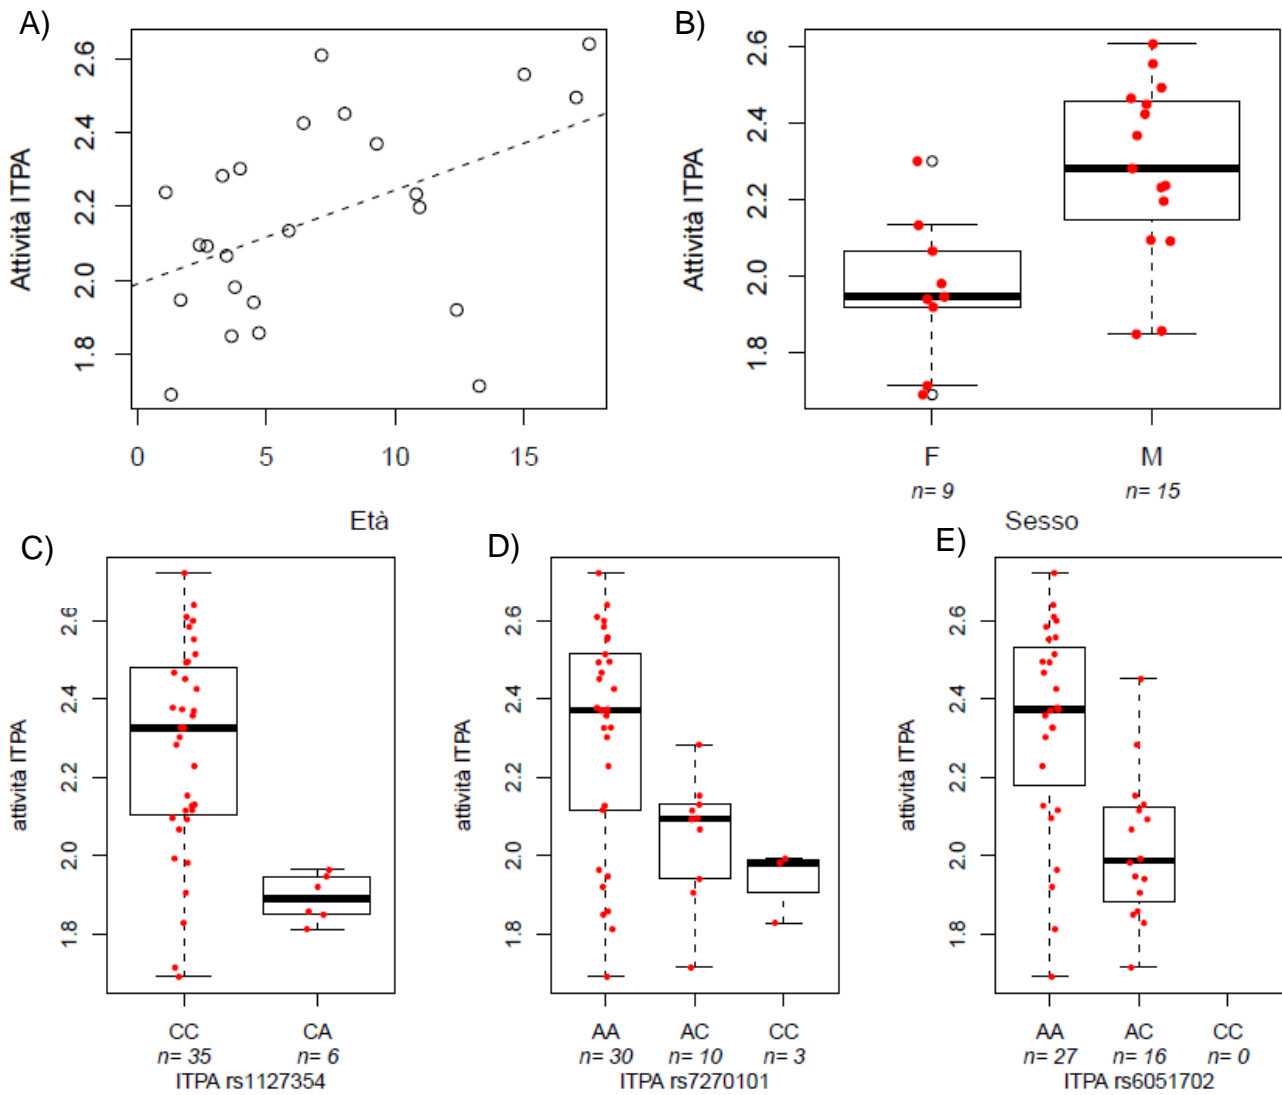 A)
Attività ITPA
2.6
2.4
2.2
2.0
1.8
0 5 10 15
Età
B)
Attività ITPA
2.6
2.4
2.2
2.0
1.8
F M
n= 9 n= 15
Sesso
C)
attività ITPA
2.6
2.4
2.2
2.0
1.8
CC CA
n= 35 n= 6
ITPA rs1127354
D)
attività ITPA
2.6
2.4
2.2
2.0
1.8
AA AC CC
n= 30 n= 10 n= 3
ITPA rs7270101
E)
attività ITPA
2.6
2.4
2.2
2.0
1.8
AA AC CC
n= 27 n= 16 n= 0
ITPA rs6051702